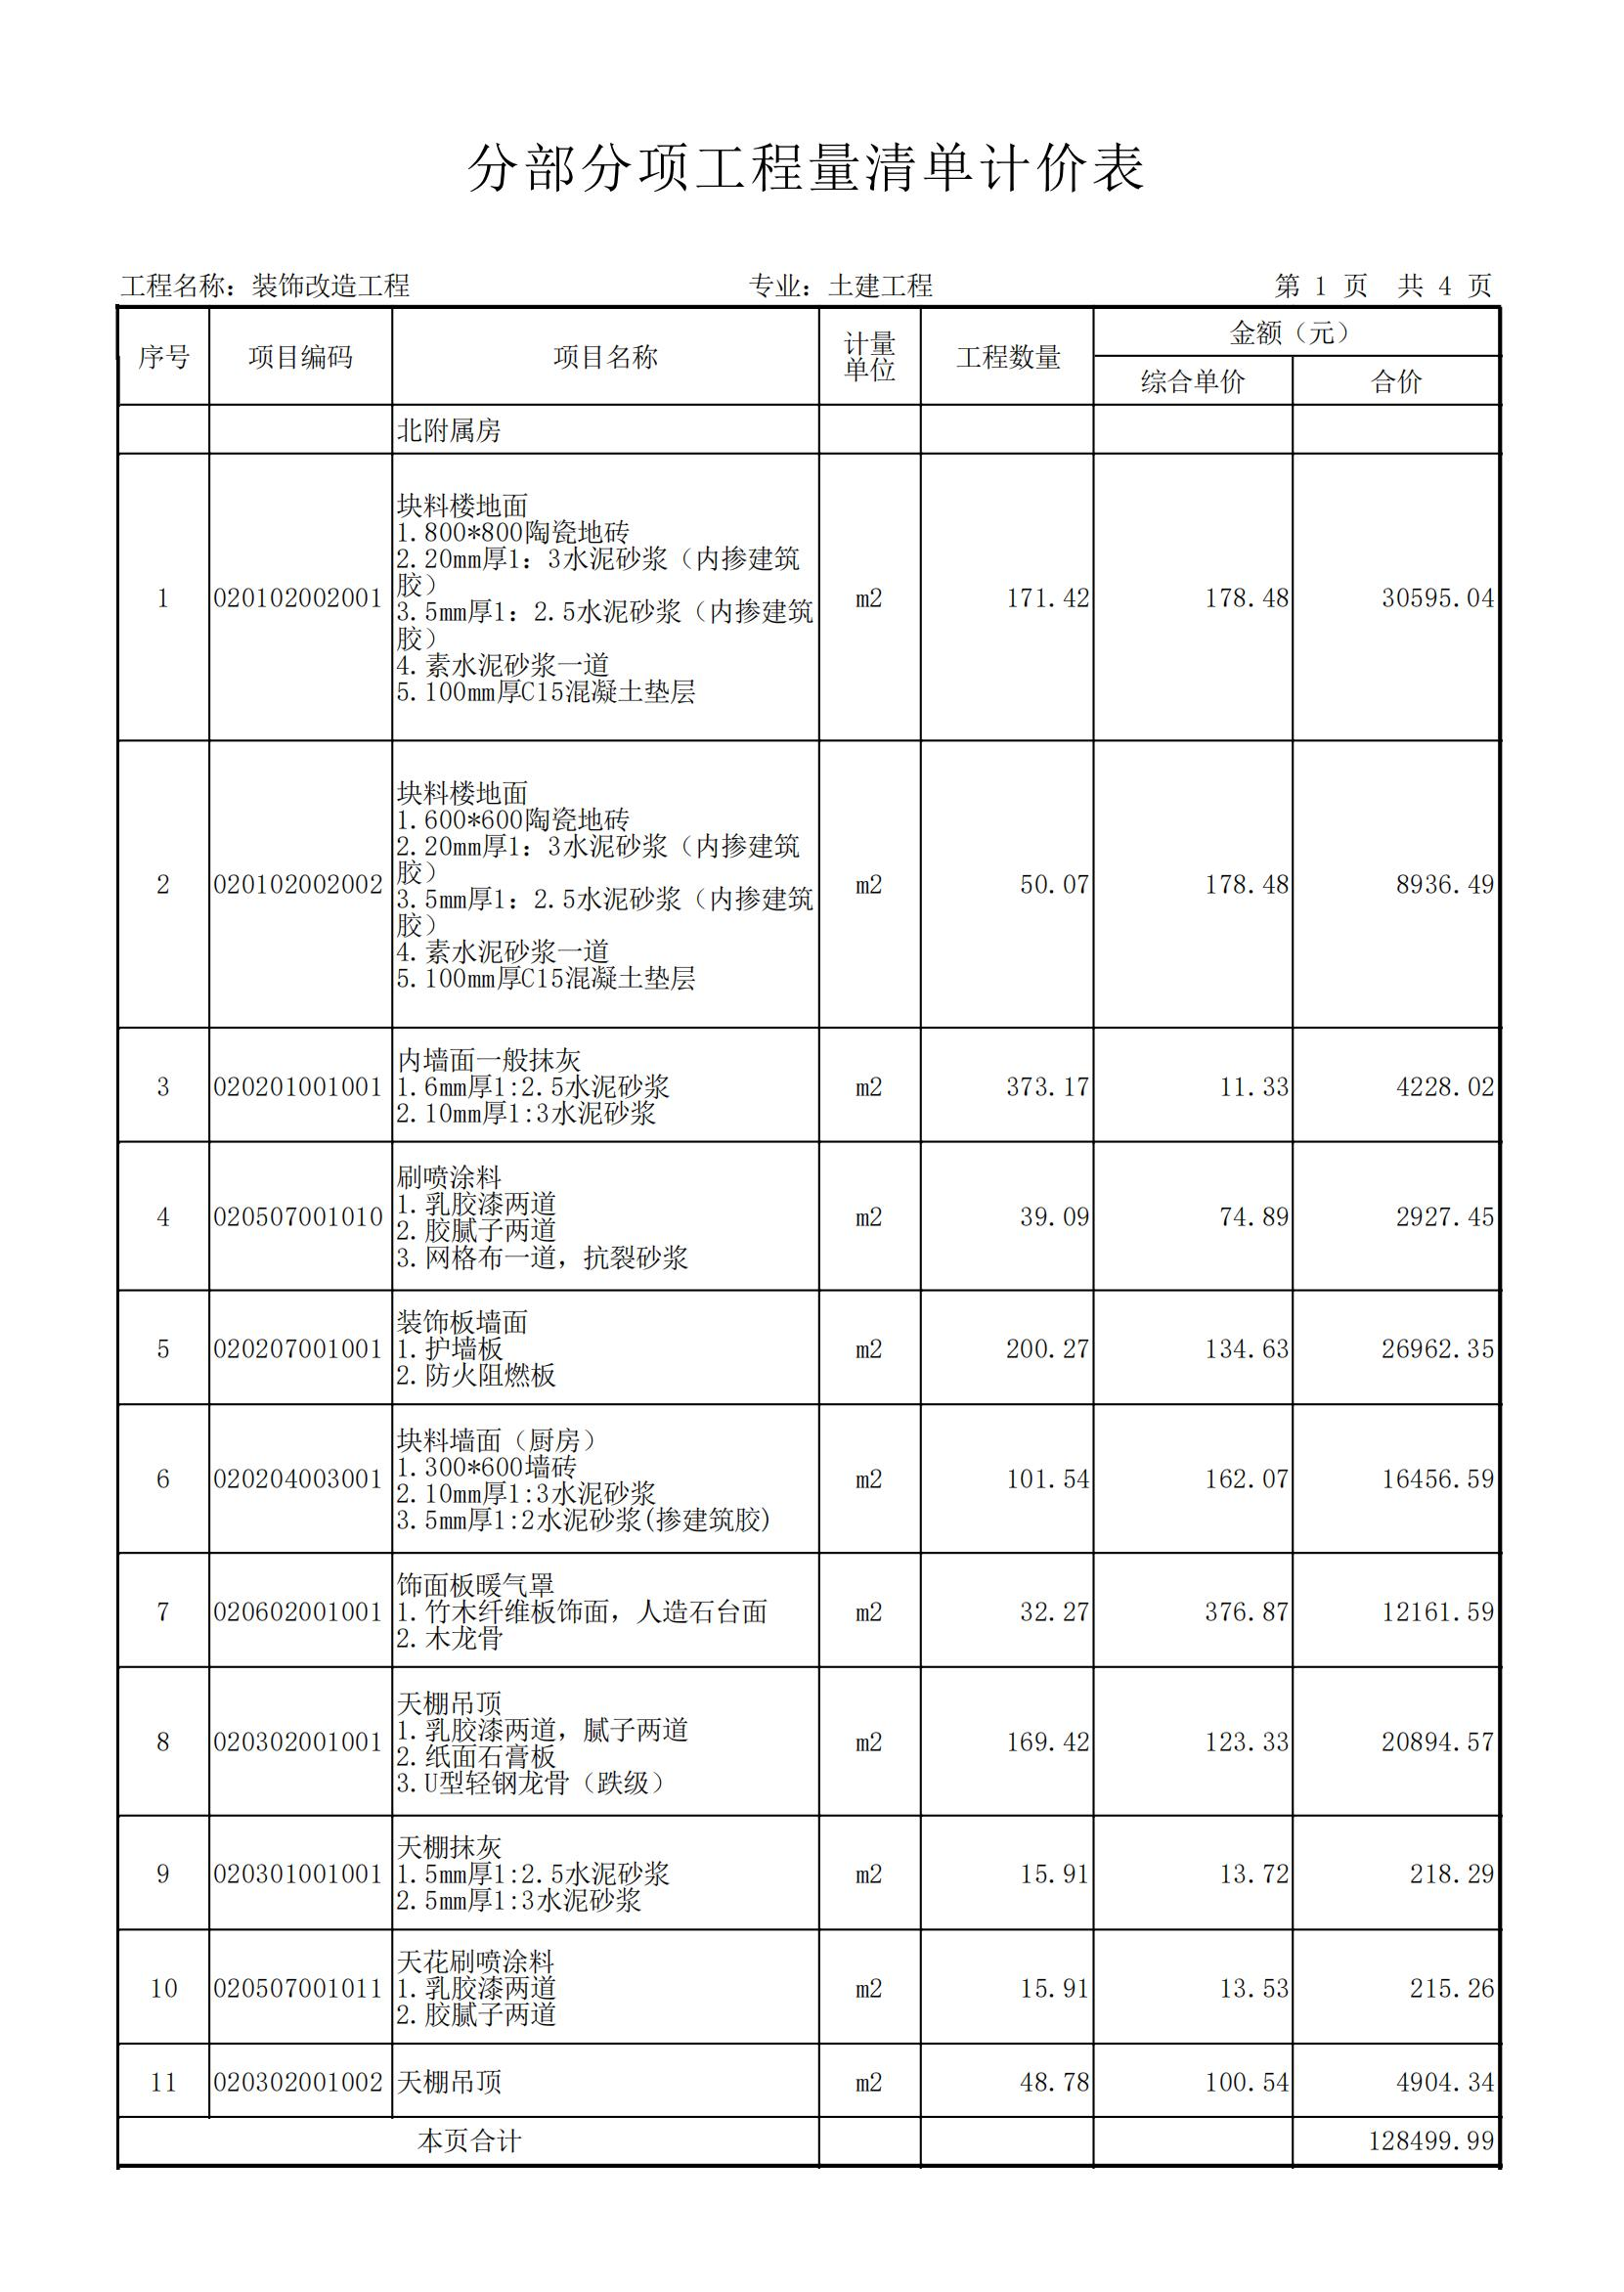 分部分项工程量清单计价表
工程名称：装饰改造工程 专业：土建工程 第 1 页 共 4 页
序号 项目编码 项目名称 计量单位 工程数量 金额（元）
综合单价 合价
北附属房
块料楼地面
1.800*800陶瓷地砖
2.20mm厚1：3水泥砂浆（内掺建筑
胶）
1 020102002001 m2 171.42 178.48 30595.04
3.5mm厚1：2.5水泥砂浆（内掺建筑
胶）
4.素水泥砂浆一道
5.100mm厚C15混凝土垫层
块料楼地面
1.600*600陶瓷地砖
2.20mm厚1：3水泥砂浆（内掺建筑
胶）
2 020102002002 m2 50.07 178.48 8936.49
3.5mm厚1：2.5水泥砂浆（内掺建筑
胶）
4.素水泥砂浆一道
5.100mm厚C15混凝土垫层
内墙面一般抹灰
3 020201001001 1.6mm厚1:2.5水泥砂浆 m2 373.17 11.33 4228.02
2.10mm厚1:3水泥砂浆
刷喷涂料
1.乳胶漆两道
4 020507001010 m2 39.09 74.89 2927.45
2.胶腻子两道
3.网格布一道，抗裂砂浆
装饰板墙面
5 020207001001 1.护墙板 m2 200.27 134.63 26962.35
2.防火阻燃板
块料墙面（厨房）
1.300*600墙砖
6 020204003001 m2 101.54 162.07 16456.59
2.10mm厚1:3水泥砂浆
3.5mm厚1:2水泥砂浆(掺建筑胶)
饰面板暖气罩
7 020602001001 1.竹木纤维板饰面，人造石台面 m2 32.27 376.87 12161.59
2.木龙骨
天棚吊顶
1.乳胶漆两道，腻子两道
8 020302001001 m2 169.42 123.33 20894.57
2.纸面石膏板
3.U型轻钢龙骨（跌级）
天棚抹灰
9 020301001001 1.5mm厚1:2.5水泥砂浆 m2 15.91 13.72 218.29
2.5mm厚1:3水泥砂浆
天花刷喷涂料
10 020507001011 1.乳胶漆两道 m2 15.91 13.53 215.26
2.胶腻子两道
11 020302001002 天棚吊顶 m2 48.78 100.54 4904.34
本页合计 128499.99